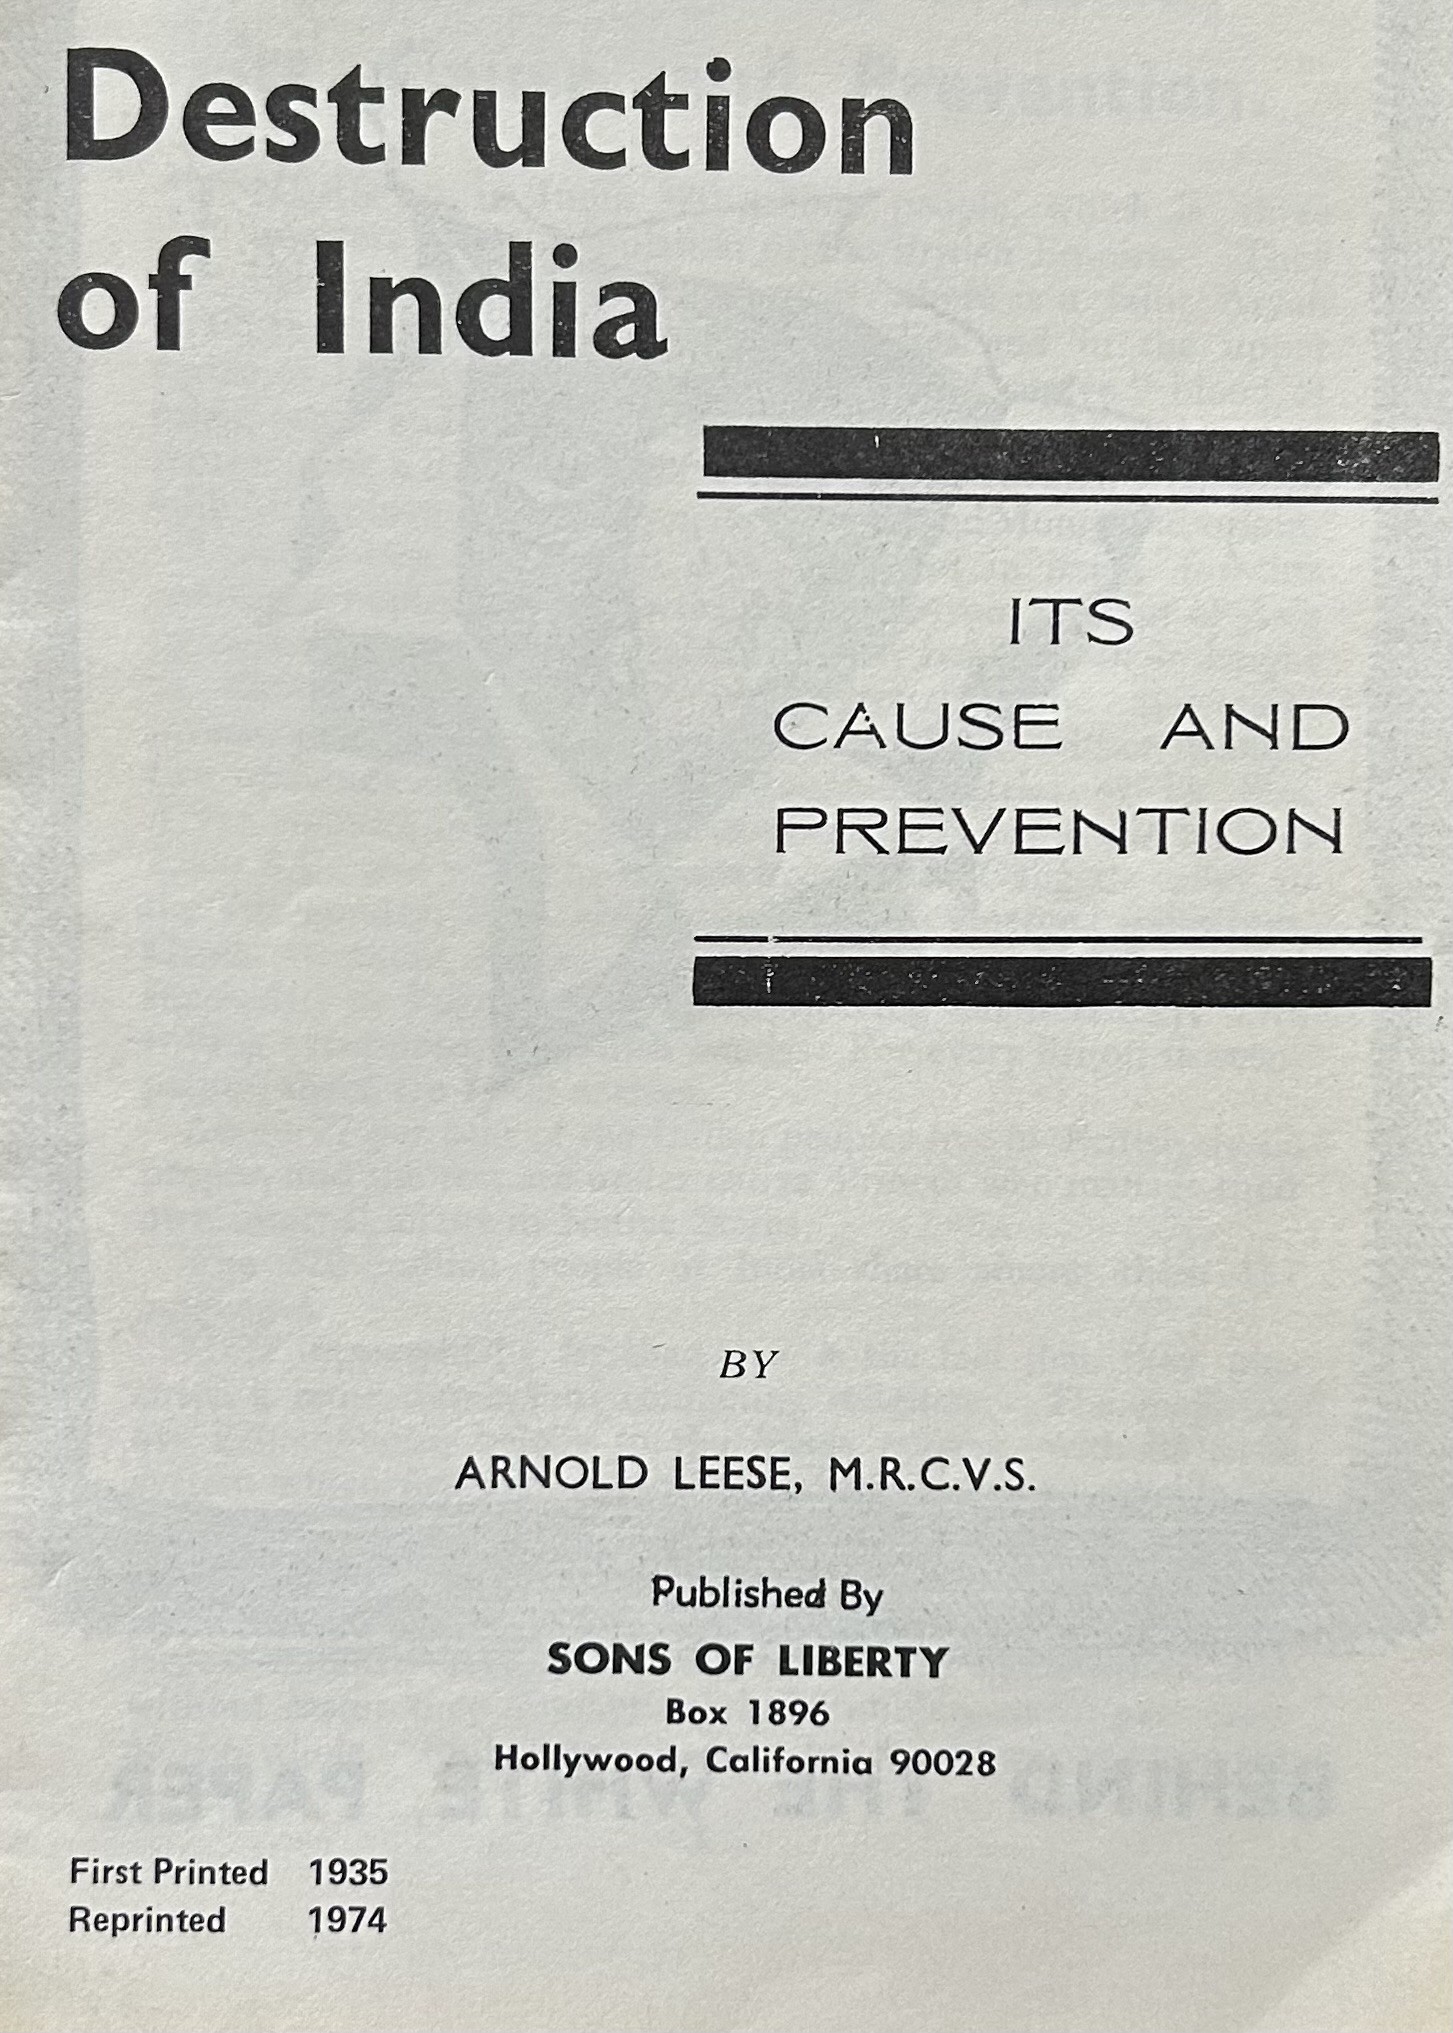 Destruction
of India
ITS
CAUSE AND
PREVENTION
BY
ARNOLD LEESE, M.R.C.V.S.
Published By
SONS OF LIBERTY
Box 1896
Hollywood, California 90028
First Printed 1935
Reprinted 1974